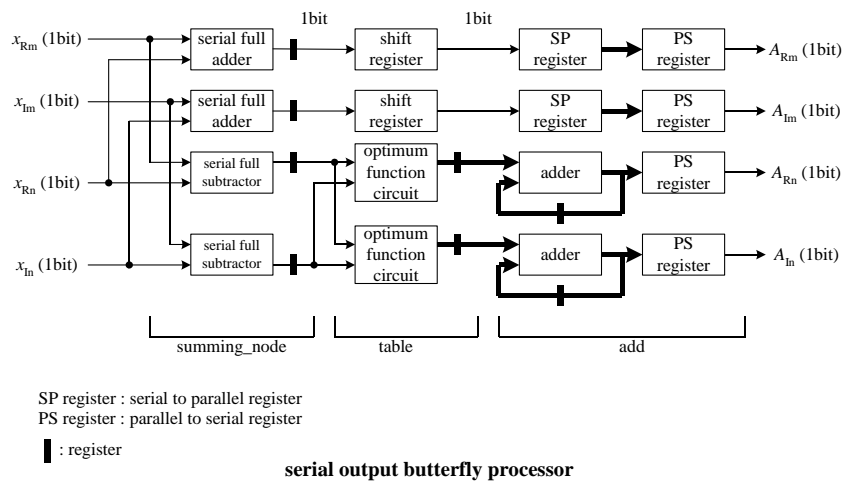 1bit 1bit
x_Rm (1bit) serial full adder shift register SP register PS register A_Rm (1bit)
x_Im (1bit) serial full adder shift register SP register PS register A_Im (1bit)
x_Rn (1bit) serial full subtractor optimum function circuit adder PS register A_Rn (1bit)
x_In (1bit) serial full subtractor optimum function circuit adder PS register A_In (1bit)
summing_node table add
SP register : serial to parallel register
PS register : parallel to serial register
: register
serial output butterfly processor